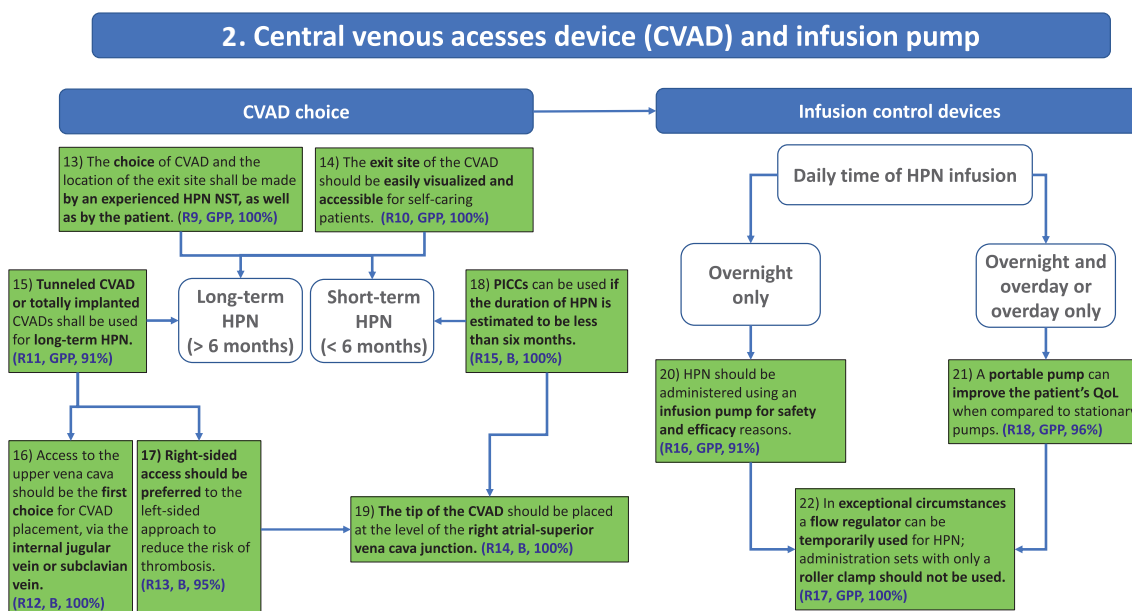 2. Central venous acesses device (CVAD) and infusion pump
CVAD choice
Infusion control devices
13) The choice of CVAD and the
location of the exit site shall be made
by an experienced HPN NST, as well
as by the patient. (R9, GPP, 100%)
14) The exit site of the CVAD
should be easily visualized and
accessible for self-caring
patients. (R10, GPP, 100%)
Daily time of HPN infusion
15) Tunneled CVAD
or totally implanted
CVADs shall be used
for long-term HPN.
(R11, GPP, 91%)
Long-term
HPN
(> 6 months)
Short-term
HPN
(< 6 months)
18) PICCs can be used if
the duration of HPN is
estimated to be less
than six months.
(R15, B, 100%)
Overnight
only
Overnight and
overday or
overday only
20) HPN should be
administered using an
infusion pump for safety
and efficacy reasons.
(R16, GPP, 91%)
21) A portable pump can
improve the patient's QoL
when compared to stationary
pumps. (R18, GPP, 96%)
16) Access to the
upper vena cava
should be the first
choice for CVAD
placement, via the
internal jugular
vein or subclavian
vein.
(R12, B, 100%)
17) Right-sided
access should be
preferred to the
left-sided
approach to
reduce the risk of
thrombosis.
(R13, B, 95%)
19) The tip of the CVAD should be placed
at the level of the right atrial-superior
vena cava junction. (R14, B, 100%)
22) In exceptional circumstances
a flow regulator can be
temporarily used for HPN;
administration sets with only a
roller clamp should not be used.
(R17, GPP, 100%)